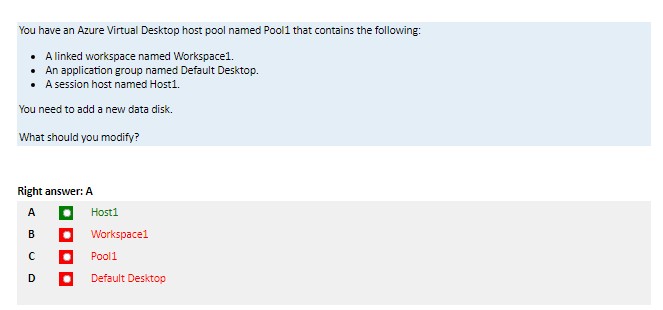 You have an Azure Virtual Desktop host pool named Pool1 that contains the following:
• A linked workspace named Workspace1.
• An application group named Default Desktop.
• A session host named Host1.
You need to add a new data disk.
What should you modify?
Right answer: A
A Host1
B Workspace1
C Pool1
D Default Desktop